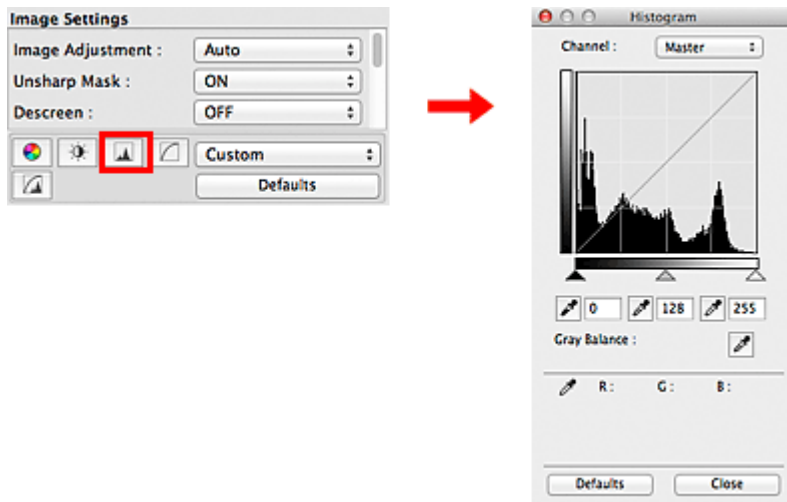 Image Settings
Image Adjustment : Auto
Unsharp Mask : ON
Descreen : OFF
Custom
Defaults
Histogram
Channel : Master
0 128 255
Gray Balance :
R : G : B :
Defaults Close